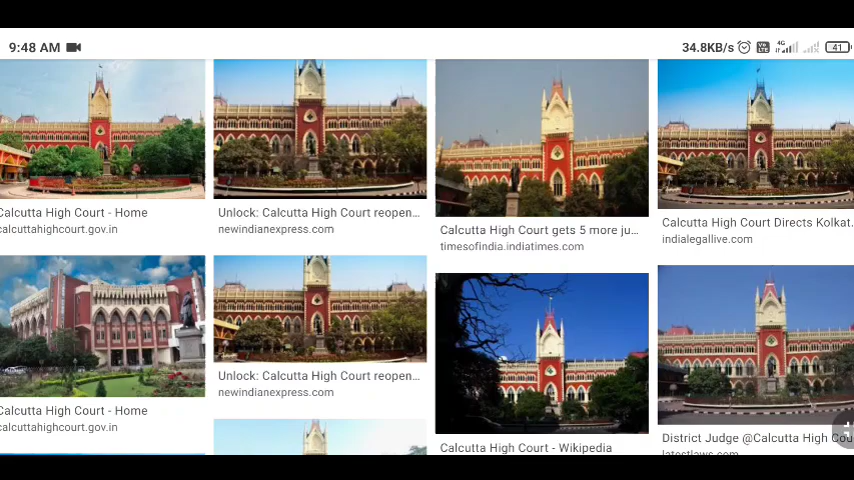 9:48 AM
34.8KB/s
4G
41
Calcutta High Court - Home
calcuttahighcourt.gov.in
Unlock: Calcutta High Court reopen...
newindianexpress.com
Calcutta High Court gets 5 more ju...
timesofindia.indiatimes.com
Calcutta High Court Directs Kolkat.
indialegallive.com
Calcutta High Court - Home
calcuttahighcourt.gov.in
Unlock: Calcutta High Court reopen...
newindianexpress.com
Calcutta High Court - Wikipedia
District Judge @Calcutta High Cou
latestlaws.com